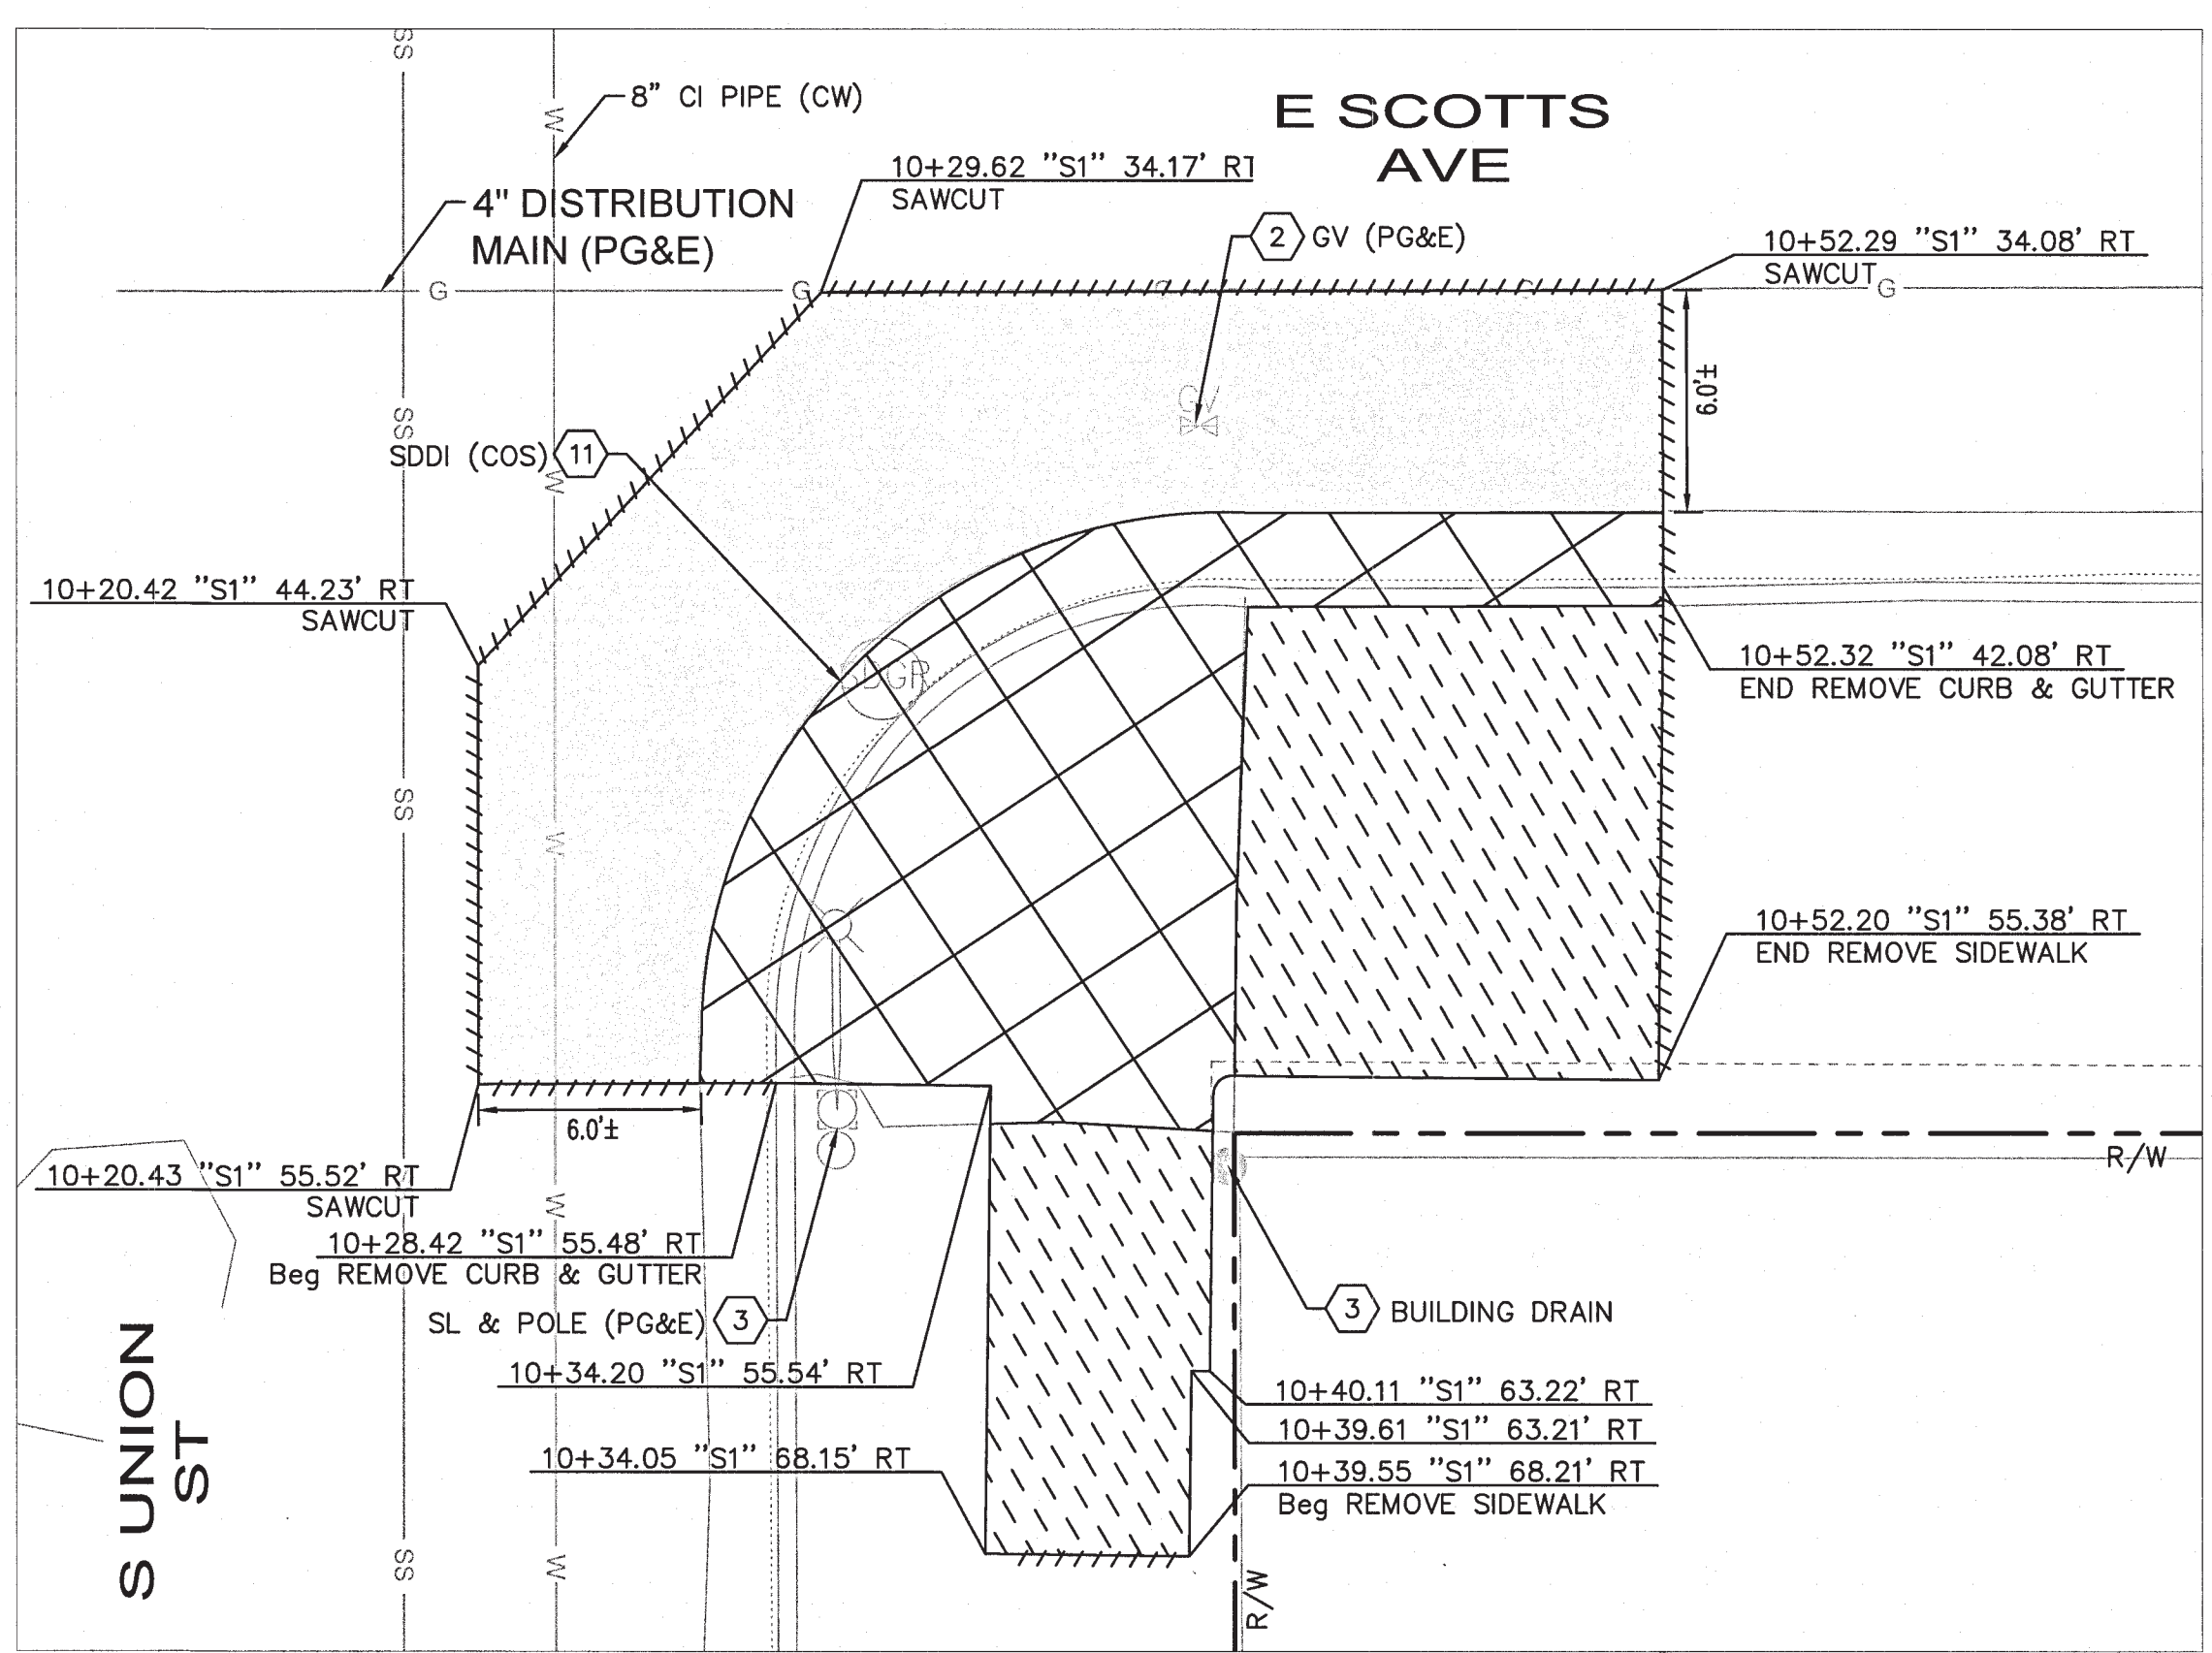 SS
8" CI PIPE (CW)
W
E SCOTTS
AVE
10+29.62 "S1" 34.17' RT
SAWCUT
4" DISTRIBUTION
MAIN (PG&E)
2 GV (PG&E)
10+52.29 "S1" 34.08' RT
SAWCUT
G
G
G
G
G
6.0'±
GV
SS
SDDI (COS) 11
W
10+20.42 "S1" 44.23' RT
SAWCUT
SDGR
10+52.32 "S1" 42.08' RT
END REMOVE CURB & GUTTER
SS
W
10+52.20 "S1" 55.38' RT
END REMOVE SIDEWALK
6.0'±
10+20.43 "S1" 55.52' RT
SAWCUT
W
R/W
10+28.42 "S1" 55.48' RT
Beg REMOVE CURB & GUTTER
SL & POLE (PG&E) 3
3 BUILDING DRAIN
10+34.20 "S1" 55.54' RT
10+40.11 "S1" 63.22' RT
10+39.61 "S1" 63.21' RT
10+34.05 "S1" 68.15' RT
10+39.55 "S1" 68.21' RT
Beg REMOVE SIDEWALK
S UNION
ST
SS
W
R/W